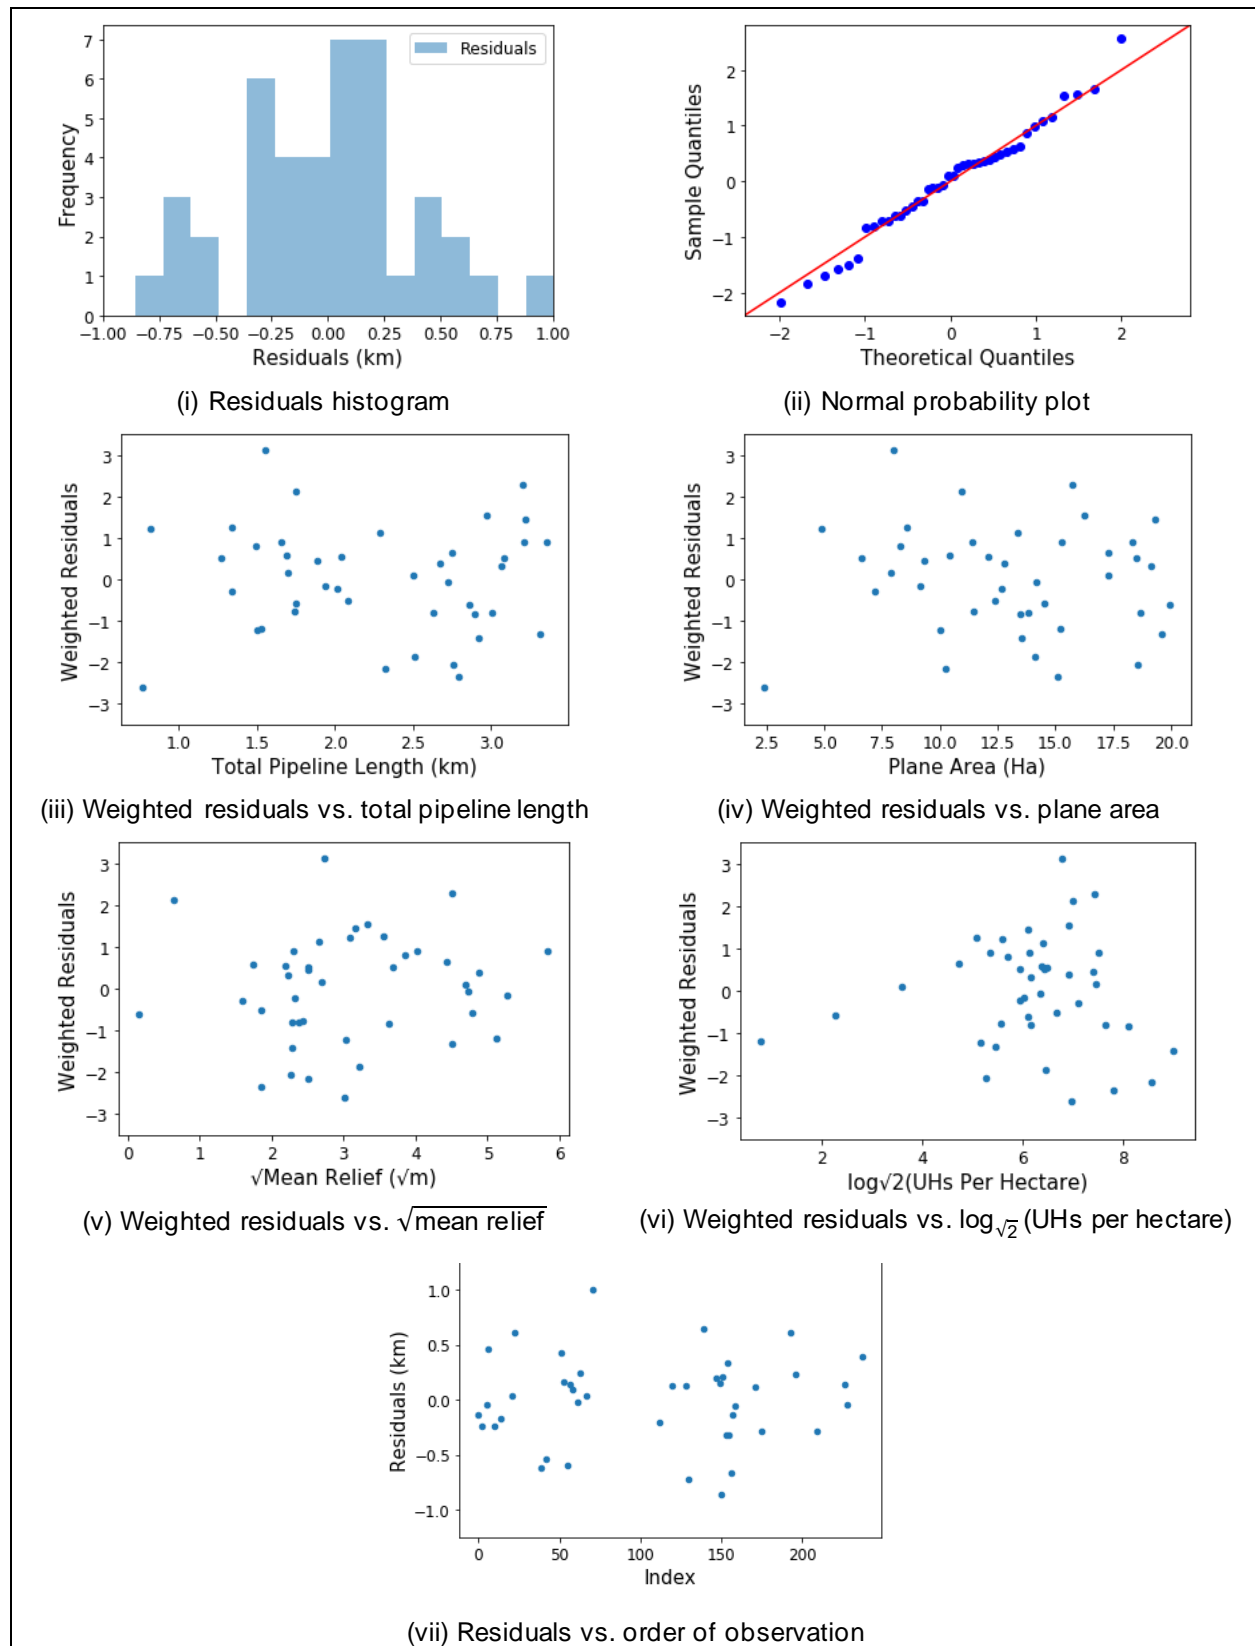 7
6
5
4
3
2
1
0
Frequency
Residuals
−1.00 −0.75 −0.50 −0.25 0.00 0.25 0.50 0.75 1.00
Residuals (km)
(i) Residuals histogram
2
1
0
−1
−2
Sample Quantiles
−2 −1 0 1 2
Theoretical Quantiles
(ii) Normal probability plot
3
2
1
0
−1
−2
−3
Weighted Residuals
1.0 1.5 2.0 2.5 3.0
Total Pipeline Length (km)
(iii) Weighted residuals vs. total pipeline length
3
2
1
0
−1
−2
−3
Weighted Residuals
2.5 5.0 7.5 10.0 12.5 15.0 17.5 20.0
Plane Area (Ha)
(iv) Weighted residuals vs. plane area
3
2
1
0
−1
−2
−3
Weighted Residuals
0 1 2 3 4 5 6
√Mean Relief (√m)
(v) Weighted residuals vs. √mean relief
3
2
1
0
−1
−2
−3
Weighted Residuals
2 4 6 8
log√2(UHs Per Hectare)
(vi) Weighted residuals vs. log√2 (UHs per hectare)
1.0
0.5
0.0
−0.5
−1.0
Residuals (km)
0 50 100 150 200
Index
(vii) Residuals vs. order of observation